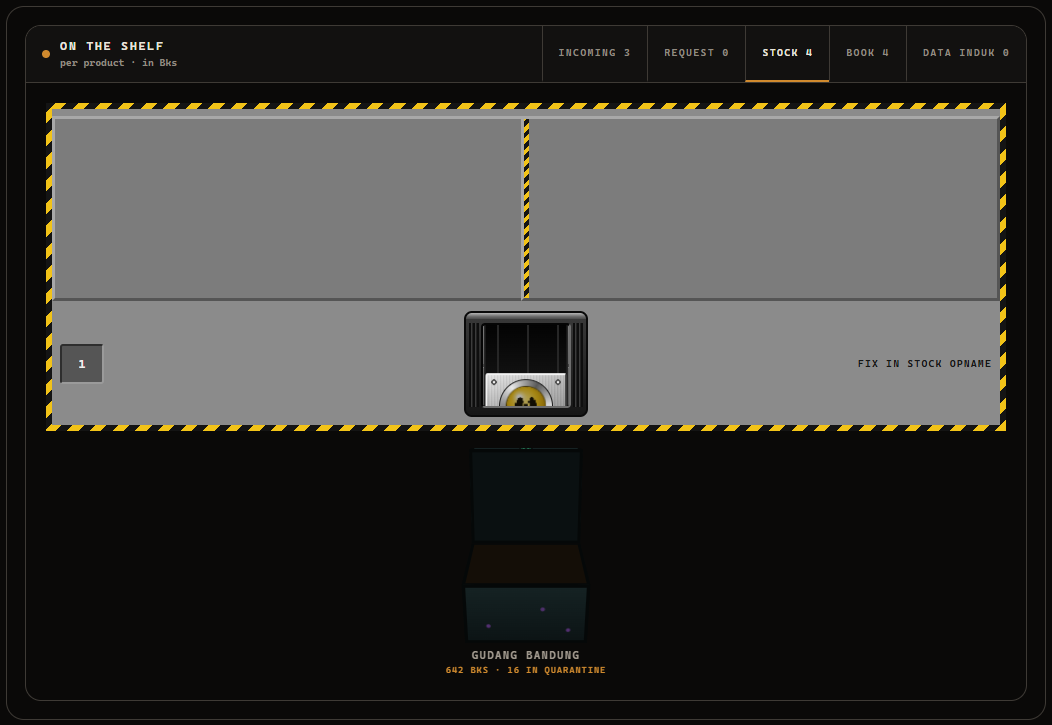 ON THE SHELF
per product · in Bks
INCOMING 3
REQUEST 0
STOCK 4
BOOK 4
DATA INDUK 0
1
FIX IN STOCK OPNAME
GUDANG BANDUNG
642 BKS · 16 IN QUARANTINE